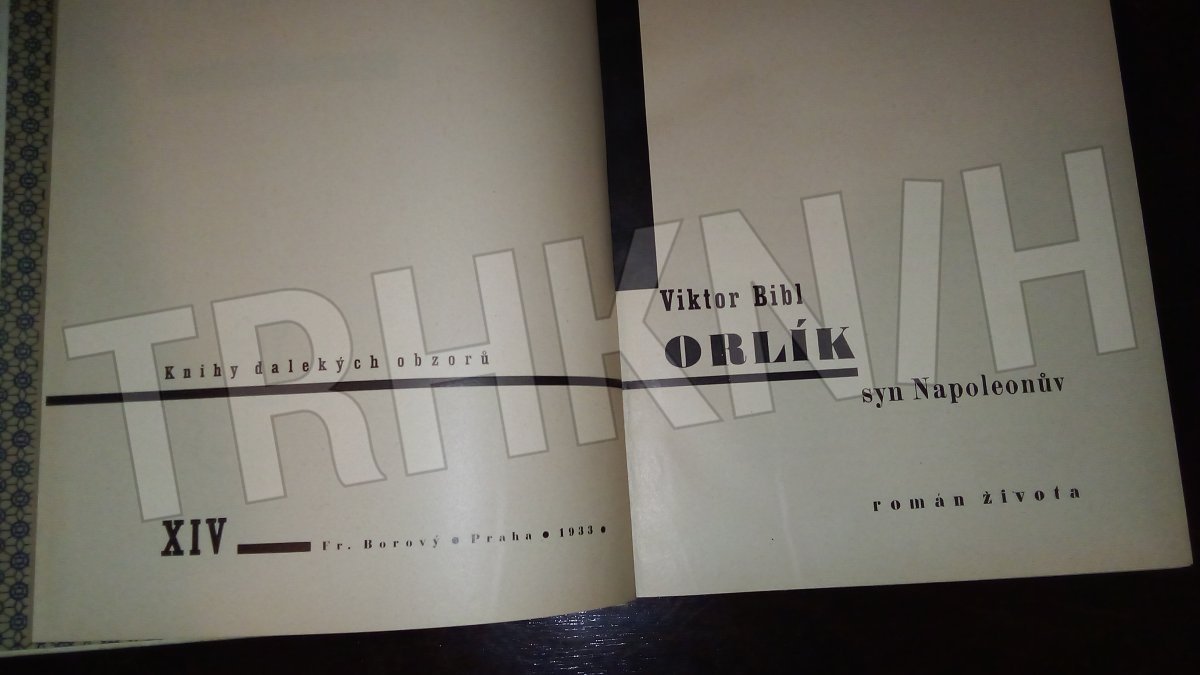 Knihy dalekých obzorů
XIV
Fr. Borový • Praha • 1933 •
Viktor Bibl
ORLÍK
syn Napoleonův
román života
TRHKNIH